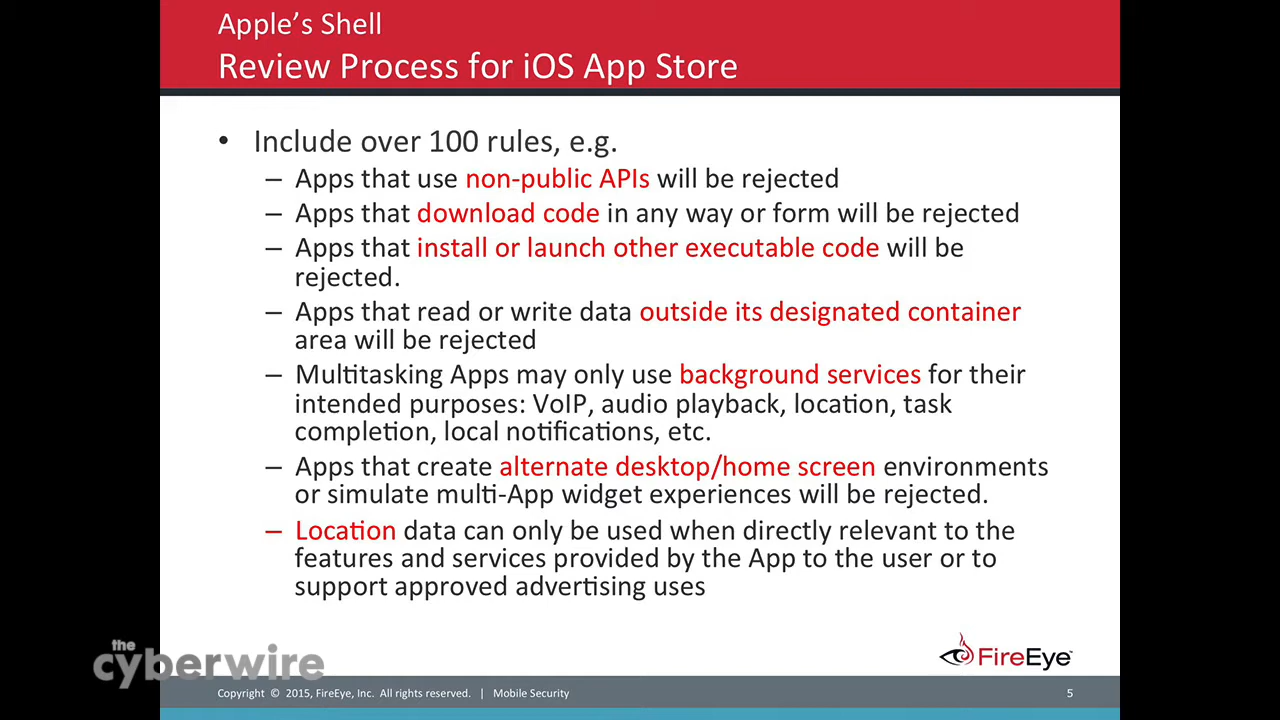 Apple’s Shell
Review Process for iOS App Store
• Include over 100 rules, e.g.
– Apps that use non-public APIs will be rejected
– Apps that download code in any way or form will be rejected
– Apps that install or launch other executable code will be
rejected.
– Apps that read or write data outside its designated container
area will be rejected
– Multitasking Apps may only use background services for their
intended purposes: VoIP, audio playback, location, task
completion, local notifications, etc.
– Apps that create alternate desktop/home screen environments
or simulate multi-App widget experiences will be rejected.
– Location data can only be used when directly relevant to the
features and services provided by the App to the user or to
support approved advertising uses
the
cyberwire
FireEye™
Copyright © 2015, FireEye, Inc. All rights reserved. | Mobile Security 5